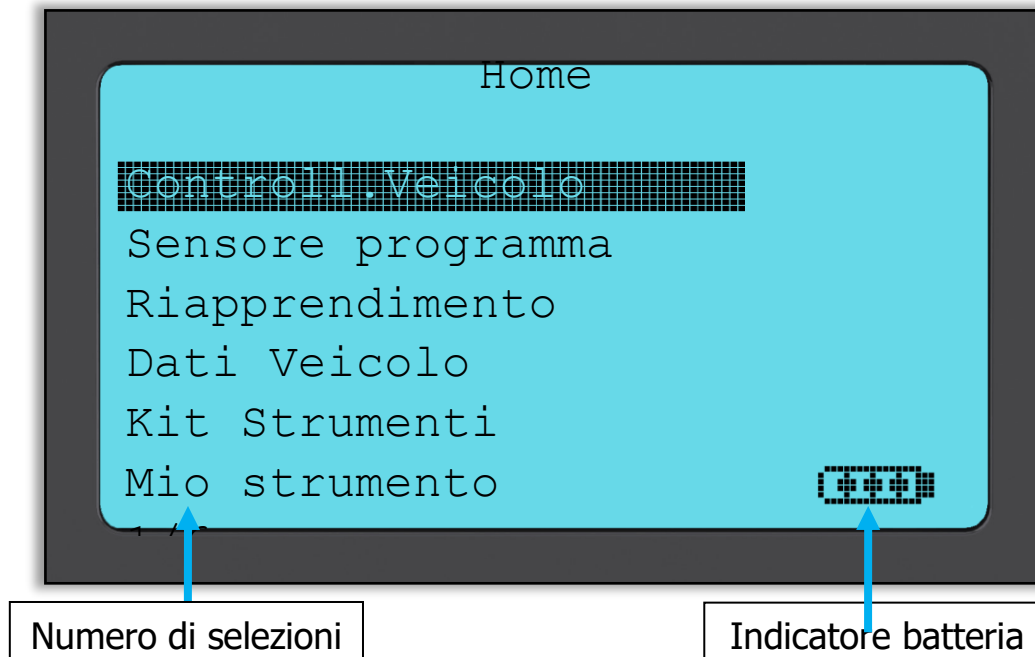 Home
Controll.Veicolo
Sensore programma
Riapprendimento
Dati Veicolo
Kit Strumenti
Mio strumento
Numero di selezioni
Indicatore batteria